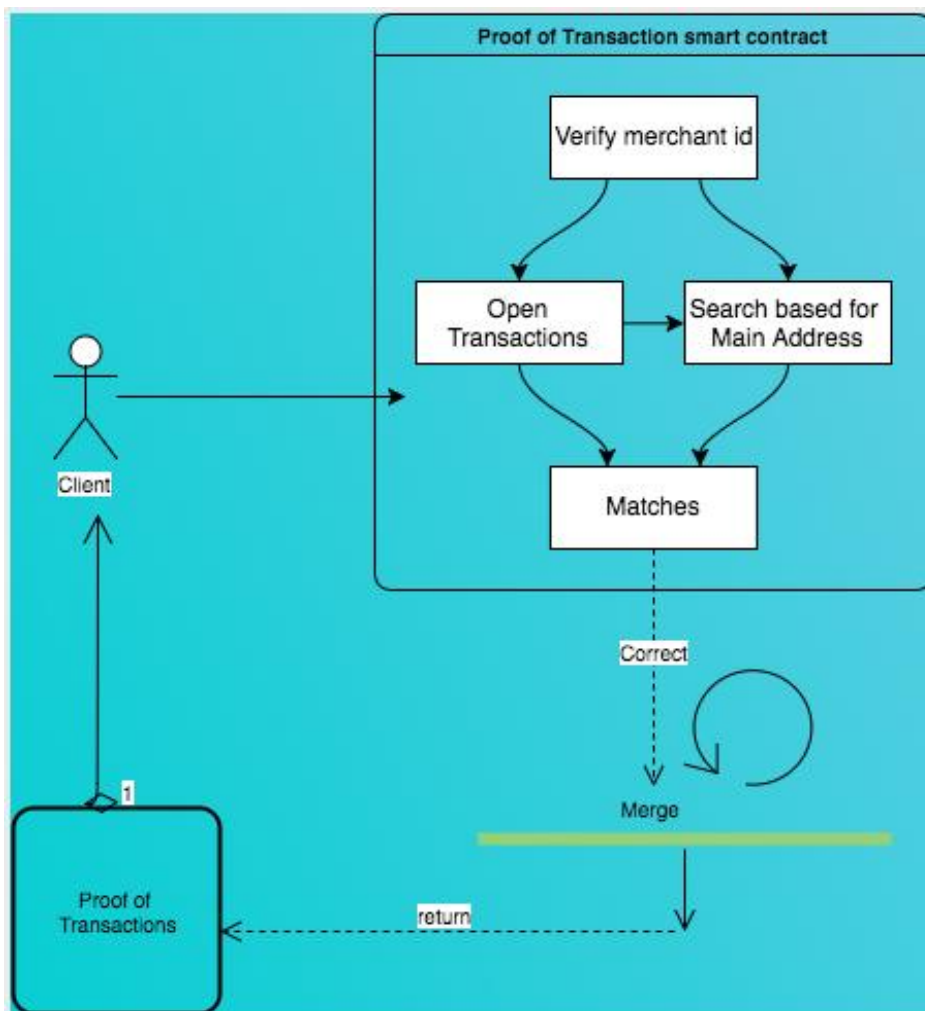 Proof of Transaction smart contract
Verify merchant id
Open
Transactions
Search based for
Main Address
Client
Matches
Correct
Merge
1
Proof of
Transactions
return